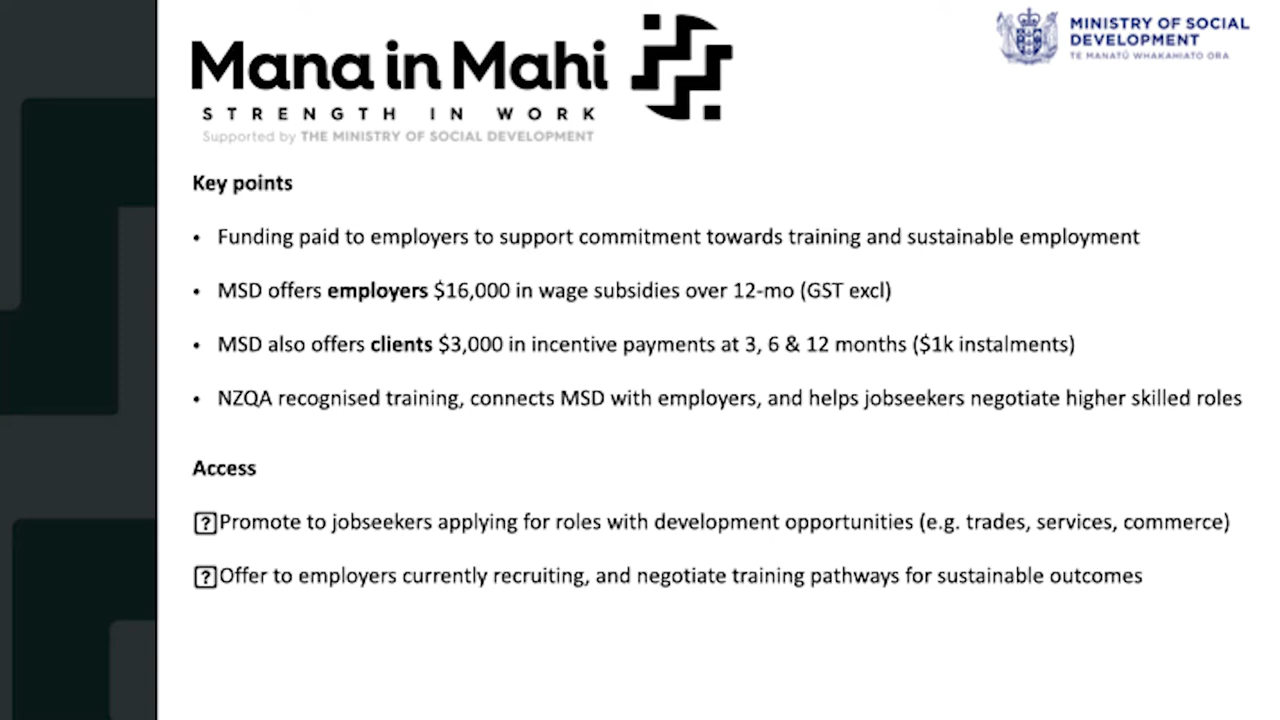 Mana in Mahi
STRENGTH IN WORK
Supported by THE MINISTRY OF SOCIAL DEVELOPMENT
MINISTRY OF SOCIAL
DEVELOPMENT
TE MANATŪ WHAKAHIATO ORA
Key points
• Funding paid to employers to support commitment towards training and sustainable employment
• MSD offers employers $16,000 in wage subsidies over 12-mo (GST excl)
• MSD also offers clients $3,000 in incentive payments at 3, 6 & 12 months ($1k instalments)
• NZQA recognised training, connects MSD with employers, and helps jobseekers negotiate higher skilled roles
Access
⍰Promote to jobseekers applying for roles with development opportunities (e.g. trades, services, commerce)
⍰Offer to employers currently recruiting, and negotiate training pathways for sustainable outcomes